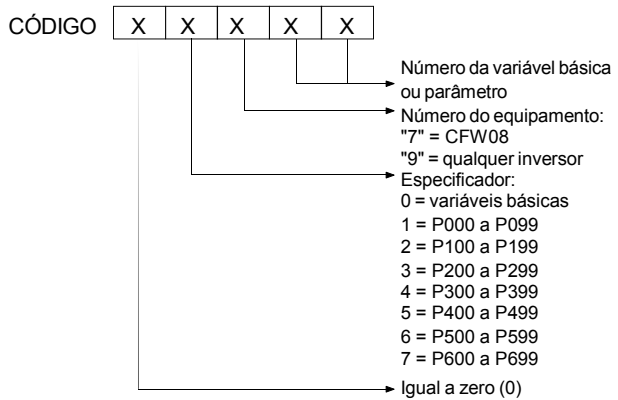 CÓDIGO X X X X X
Número da variável básica
ou parâmetro
Número do equipamento:
"7" = CFW08
"9" = qualquer inversor
Especificador:
0 = variáveis básicas
1 = P000 a P099
2 = P100 a P199
3 = P200 a P299
4 = P300 a P399
5 = P400 a P499
6 = P500 a P599
7 = P600 a P699
Igual a zero (0)